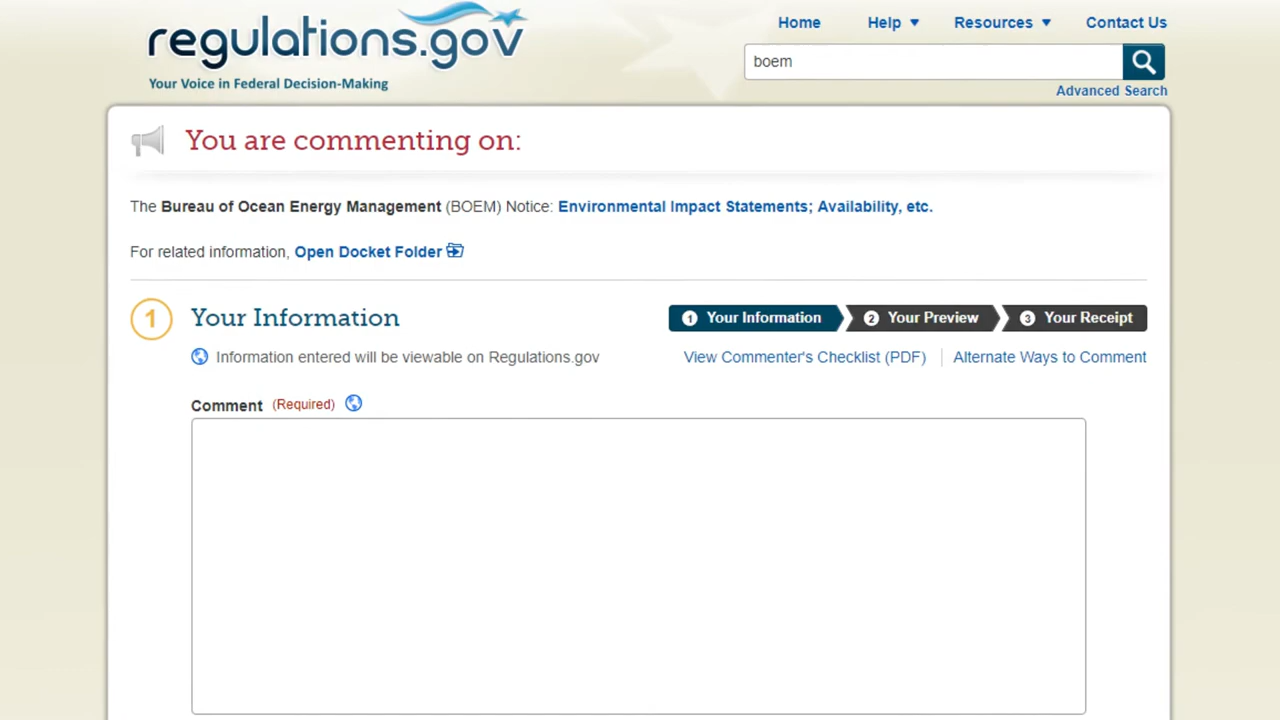 regulations.gov
Your Voice in Federal Decision-Making
Home Help Resources Contact Us
boem
Advanced Search
You are commenting on:
The Bureau of Ocean Energy Management (BOEM) Notice: Environmental Impact Statements; Availability, etc.
For related information, Open Docket Folder
1 Your Information
1 Your Information 2 Your Preview 3 Your Receipt
Information entered will be viewable on Regulations.gov
View Commenter's Checklist (PDF) Alternate Ways to Comment
Comment (Required)